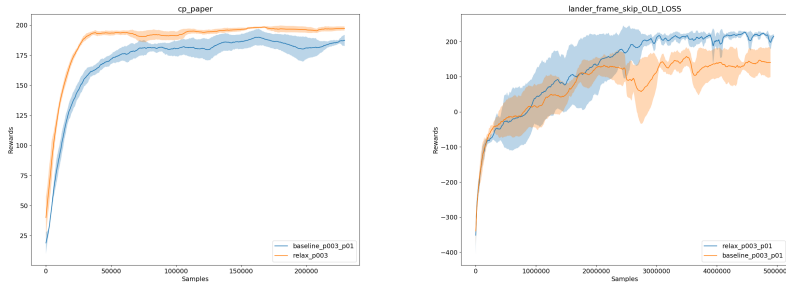 cp_paper
200
175
150
125
100
75
50
25
Rewards
0
50000
100000
150000
200000
Samples
baseline_p003_p01
relax_p003
lander_frame_skip_OLD_LOSS
200
100
0
−100
−200
−300
−400
Rewards
0
1000000
2000000
3000000
4000000
5000000
Samples
relax_p003_p01
baseline_p003_p01